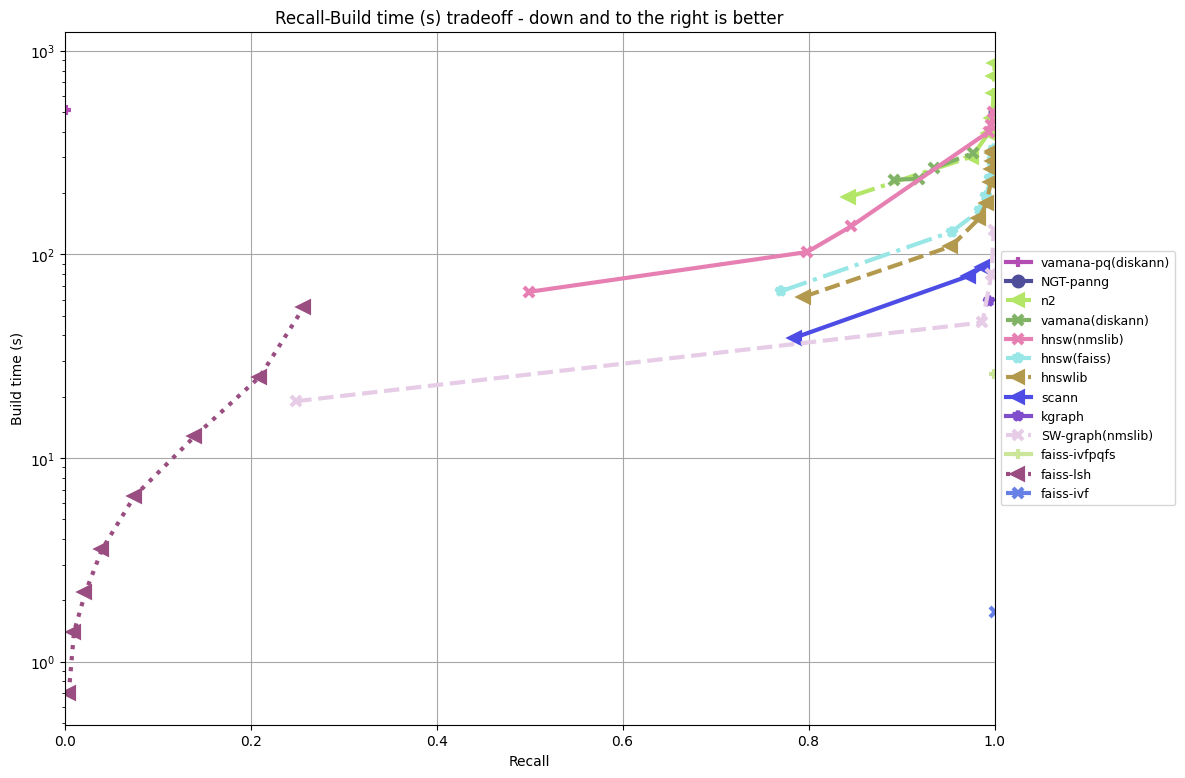 Recall-Build time (s) tradeoff - down and to the right is better
Build time (s)
10³
10²
10¹
10⁰
0.0 0.2 0.4 0.6 0.8 1.0
Recall
vamana-pq(diskann)
NGT-panng
n2
vamana(diskann)
hnsw(nmslib)
hnsw(faiss)
hnswlib
scann
kgraph
SW-graph(nmslib)
faiss-ivfpqfs
faiss-lsh
faiss-ivf